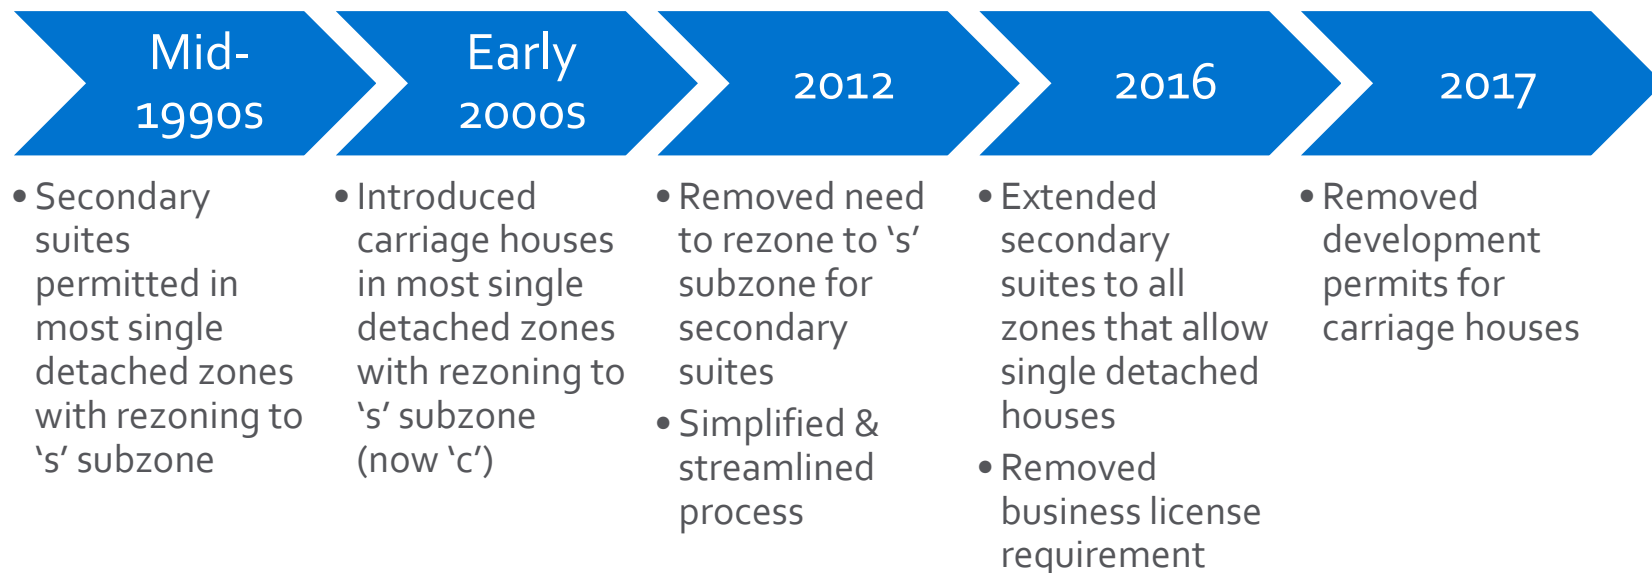 Mid-
1990s
Early
2000s
2012
2016
2017
• Secondary
suites
permitted in
most single
detached zones
with rezoning to
‘s’ subzone
• Introduced
carriage houses
in most single
detached zones
with rezoning to
‘s’ subzone
(now ‘c’)
• Removed need
to rezone to ‘s’
subzone for
secondary
suites
• Simplified &
streamlined
process
• Extended
secondary
suites to all
zones that allow
single detached
houses
• Removed
business license
requirement
• Removed
development
permits for
carriage houses